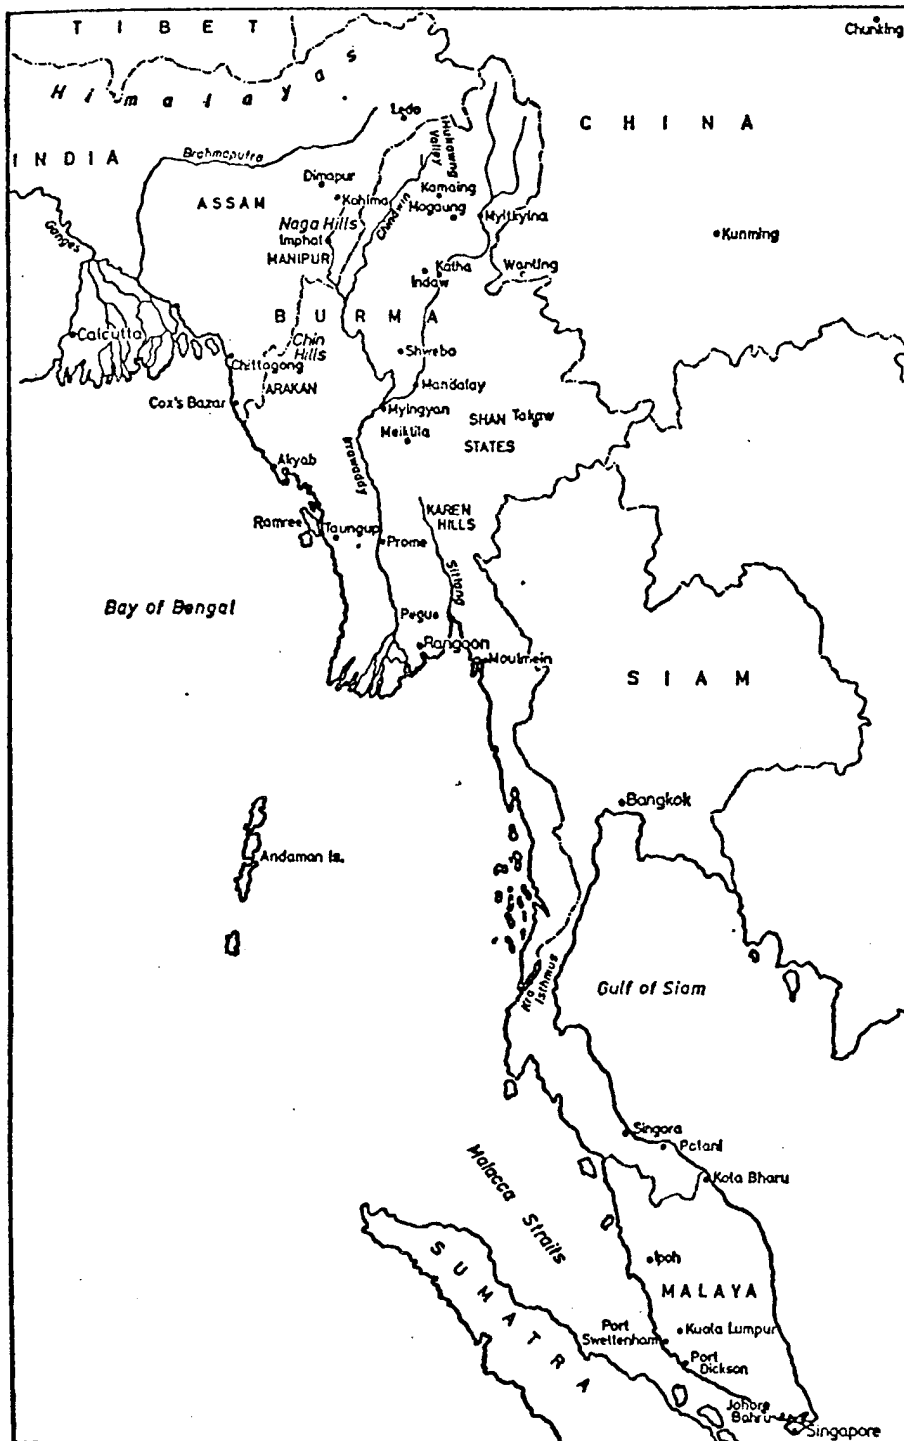 TIBET
Chunking
Himalayas
Ledo
CHINA
Hukawng
Valley
INDIA
Brahmaputra
Dimapur
ASSAM
Kohima
Kamaing
Mogaung
Chindwin
Myitkyina
Naga Hills
Imphal
MANIPUR
Ganges
Kunming
Katha
Indaw
Wanting
BURMA
Calcutta
Chin
Hills
Shwebo
Chittagong
ARAKAN
Mandalay
Cox's Bazar
Myingyan
SHAN
STATES
Takaw
Meiktila
Akyab
Irrawaddy
KAREN
HILLS
Ramree
Taungup
Prome
Sittang
Bay of Bengal
Pegu
Rangoon
Moulmein
SIAM
Bangkok
Andaman Is.
Kra
Isthmus
Gulf of Siam
Singora
Patani
Kota Bharu
Malacca Straits
Ipoh
SUMATRA
MALAYA
Port
Swettenham
Kuala Lumpur
Port
Dickson
Johore
Bahru
Singapore